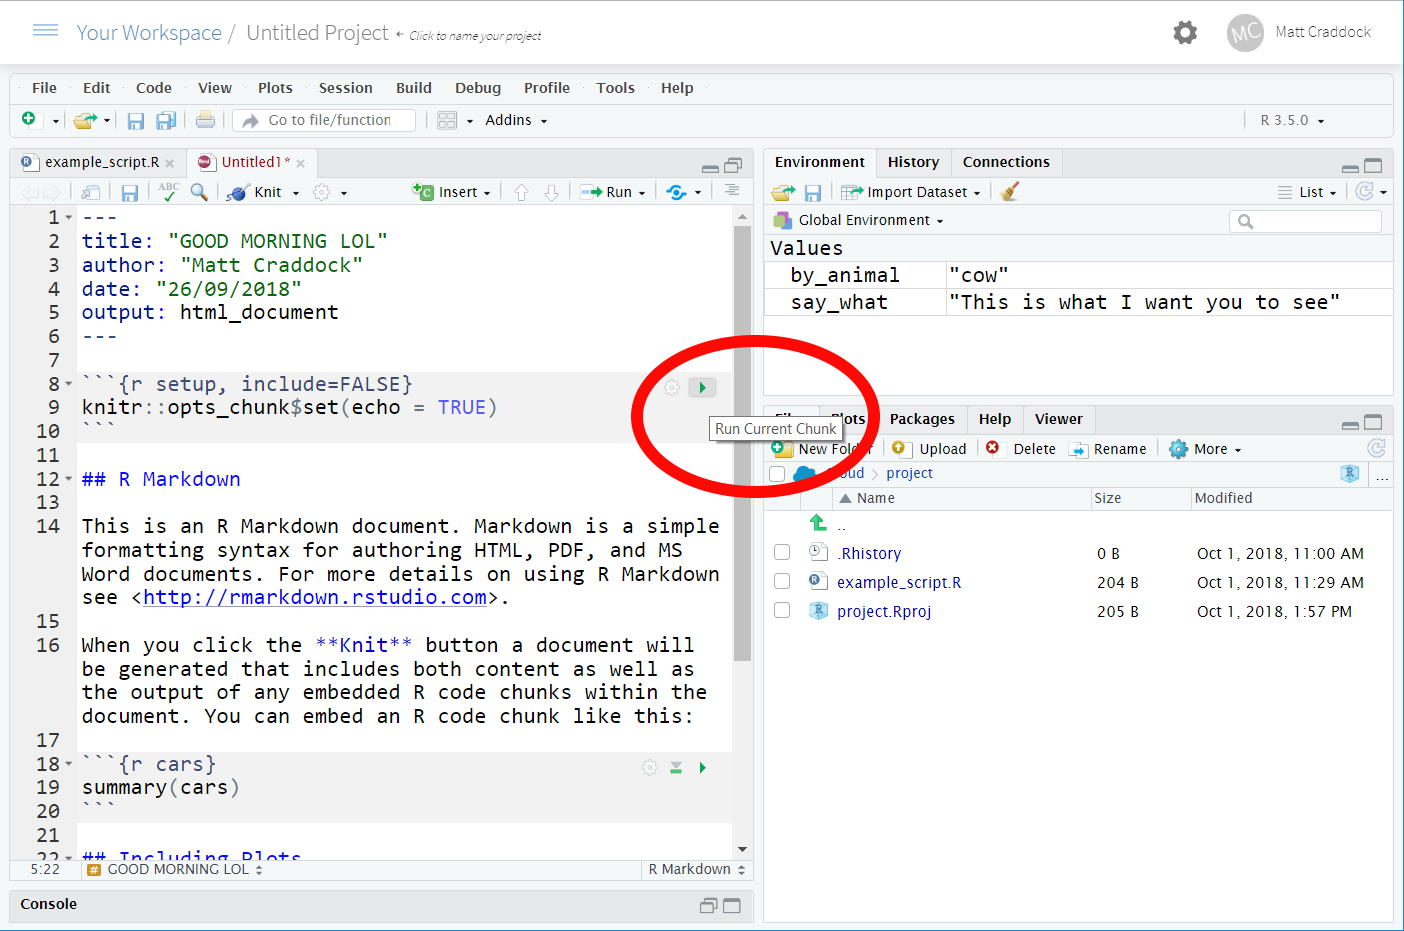 Your Workspace / Untitled Project ← Click to name your project
MC Matt Craddock
File Edit Code View Plots Session Build Debug Profile Tools Help
Go to file/function Addins R 3.5.0
example_script.R Untitled1*
ABC Knit Insert Run
1 ---
2 title: "GOOD MORNING LOL"
3 author: "Matt Craddock"
4 date: "26/09/2018"
5 output: html_document
6 ---
7
8 ```{r setup, include=FALSE}
9 knitr::opts_chunk$set(echo = TRUE)
10 ```
11
12 ## R Markdown
13
14 This is an R Markdown document. Markdown is a simple
formatting syntax for authoring HTML, PDF, and MS
Word documents. For more details on using R Markdown
see <http://rmarkdown.rstudio.com>.
15
16 When you click the **Knit** button a document will
be generated that includes both content as well as
the output of any embedded R code chunks within the
document. You can embed an R code chunk like this:
17
18 ```{r cars}
19 summary(cars)
20 ```
21
22 ## Including Plots
5:22 # GOOD MORNING LOL R Markdown
Console
Run Current Chunk
Environment History Connections
Import Dataset List
Global Environment
Values
by_animal "cow"
say_what "This is what I want you to see"
Plots Packages Help Viewer
New Folder Upload Delete Rename More
project ...
Name Size Modified
..
.Rhistory 0 B Oct 1, 2018, 11:00 AM
example_script.R 204 B Oct 1, 2018, 11:29 AM
project.Rproj 205 B Oct 1, 2018, 1:57 PM